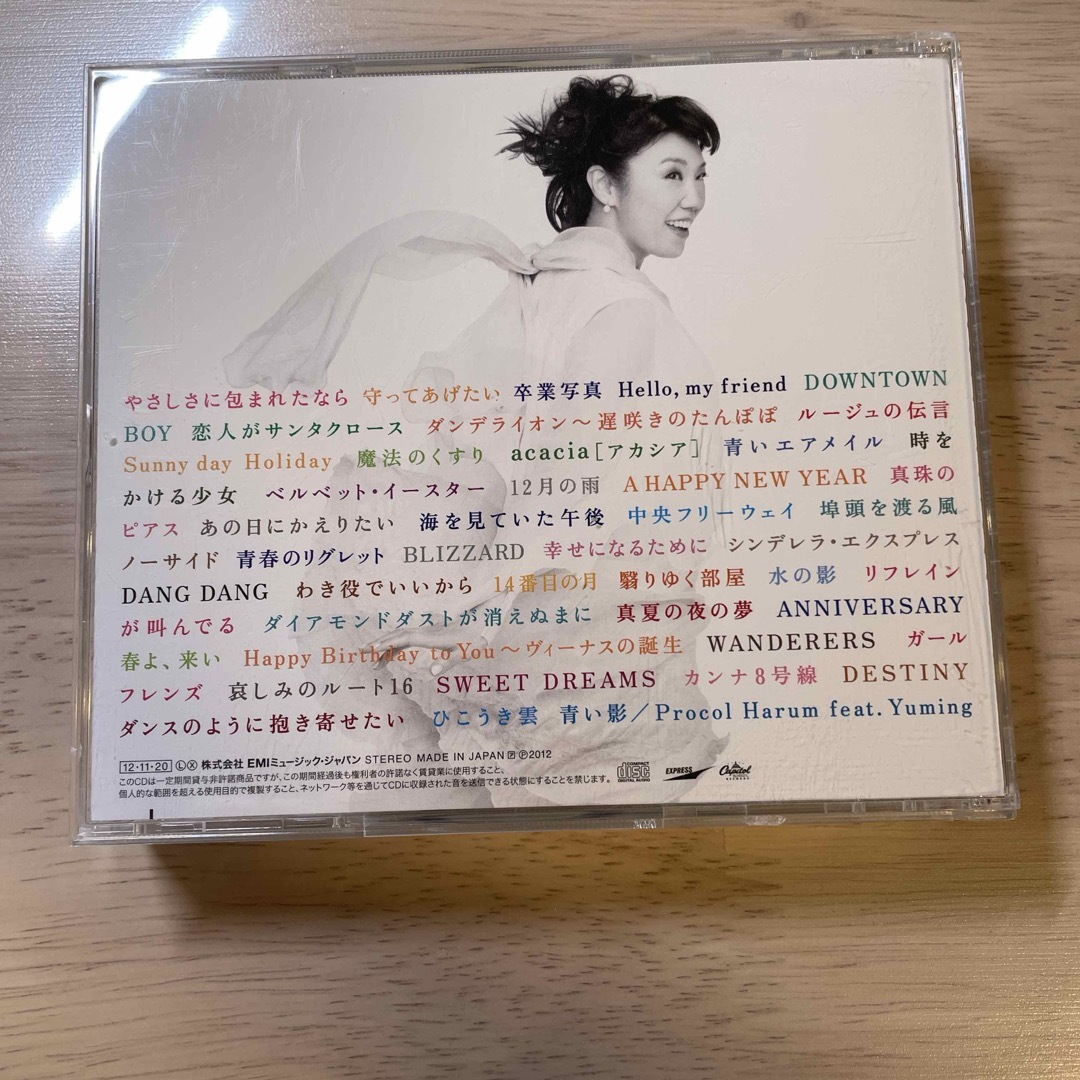 やさしさに包まれたなら 守ってあげたい 卒業写真 Hello, my friend DOWNTOWN
BOY 恋人がサンタクロース ダンデライオン～遅咲きのたんぽぽ ルージュの伝言
Sunny day Holiday 魔法のくすり acacia[アカシア] 青いエアメイル 時を
かける少女 ベルベット・イースター 12月の雨 A HAPPY NEW YEAR 真珠の
ピアス あの日にかえりたい 海を見ていた午後 中央フリーウェイ 埠頭を渡る風
ノーサイド 青春のリグレット BLIZZARD 幸せになるために シンデレラ・エクスプレス
DANG DANG わき役でいいから 14番目の月 翳りゆく部屋 水の影 リフレイン
が叫んでる ダイアモンドダストが消えぬまに 真夏の夜の夢 ANNIVERSARY
春よ、来い Happy Birthday to You～ヴィーナスの誕生 WANDERERS ガール
フレンズ 哀しみのルート16 SWEET DREAMS カンナ8号線 DESTINY
ダンスのように抱き寄せたい ひこうき雲 青い影／Procol Harum feat. Yuming
12・11・20 Ⓛ Ⓧ 株式会社 EMIミュージック・ジャパン STEREO MADE IN JAPAN Ⓟ ℗2012
このCDは一定期間貸与非許諾商品ですが、この期間経過後も権利者の許諾なく賃貸業に使用すること、
個人的な範囲を超える使用目的で複製すること、ネットワーク等を通じてCDに収録された音を送信できる状態にすることを禁じます。
COMPACT disc DIGITAL AUDIO
EXPRESS
Capitol